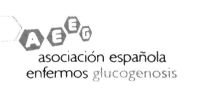 AEEG
asociación española
enfermos glucogenosis